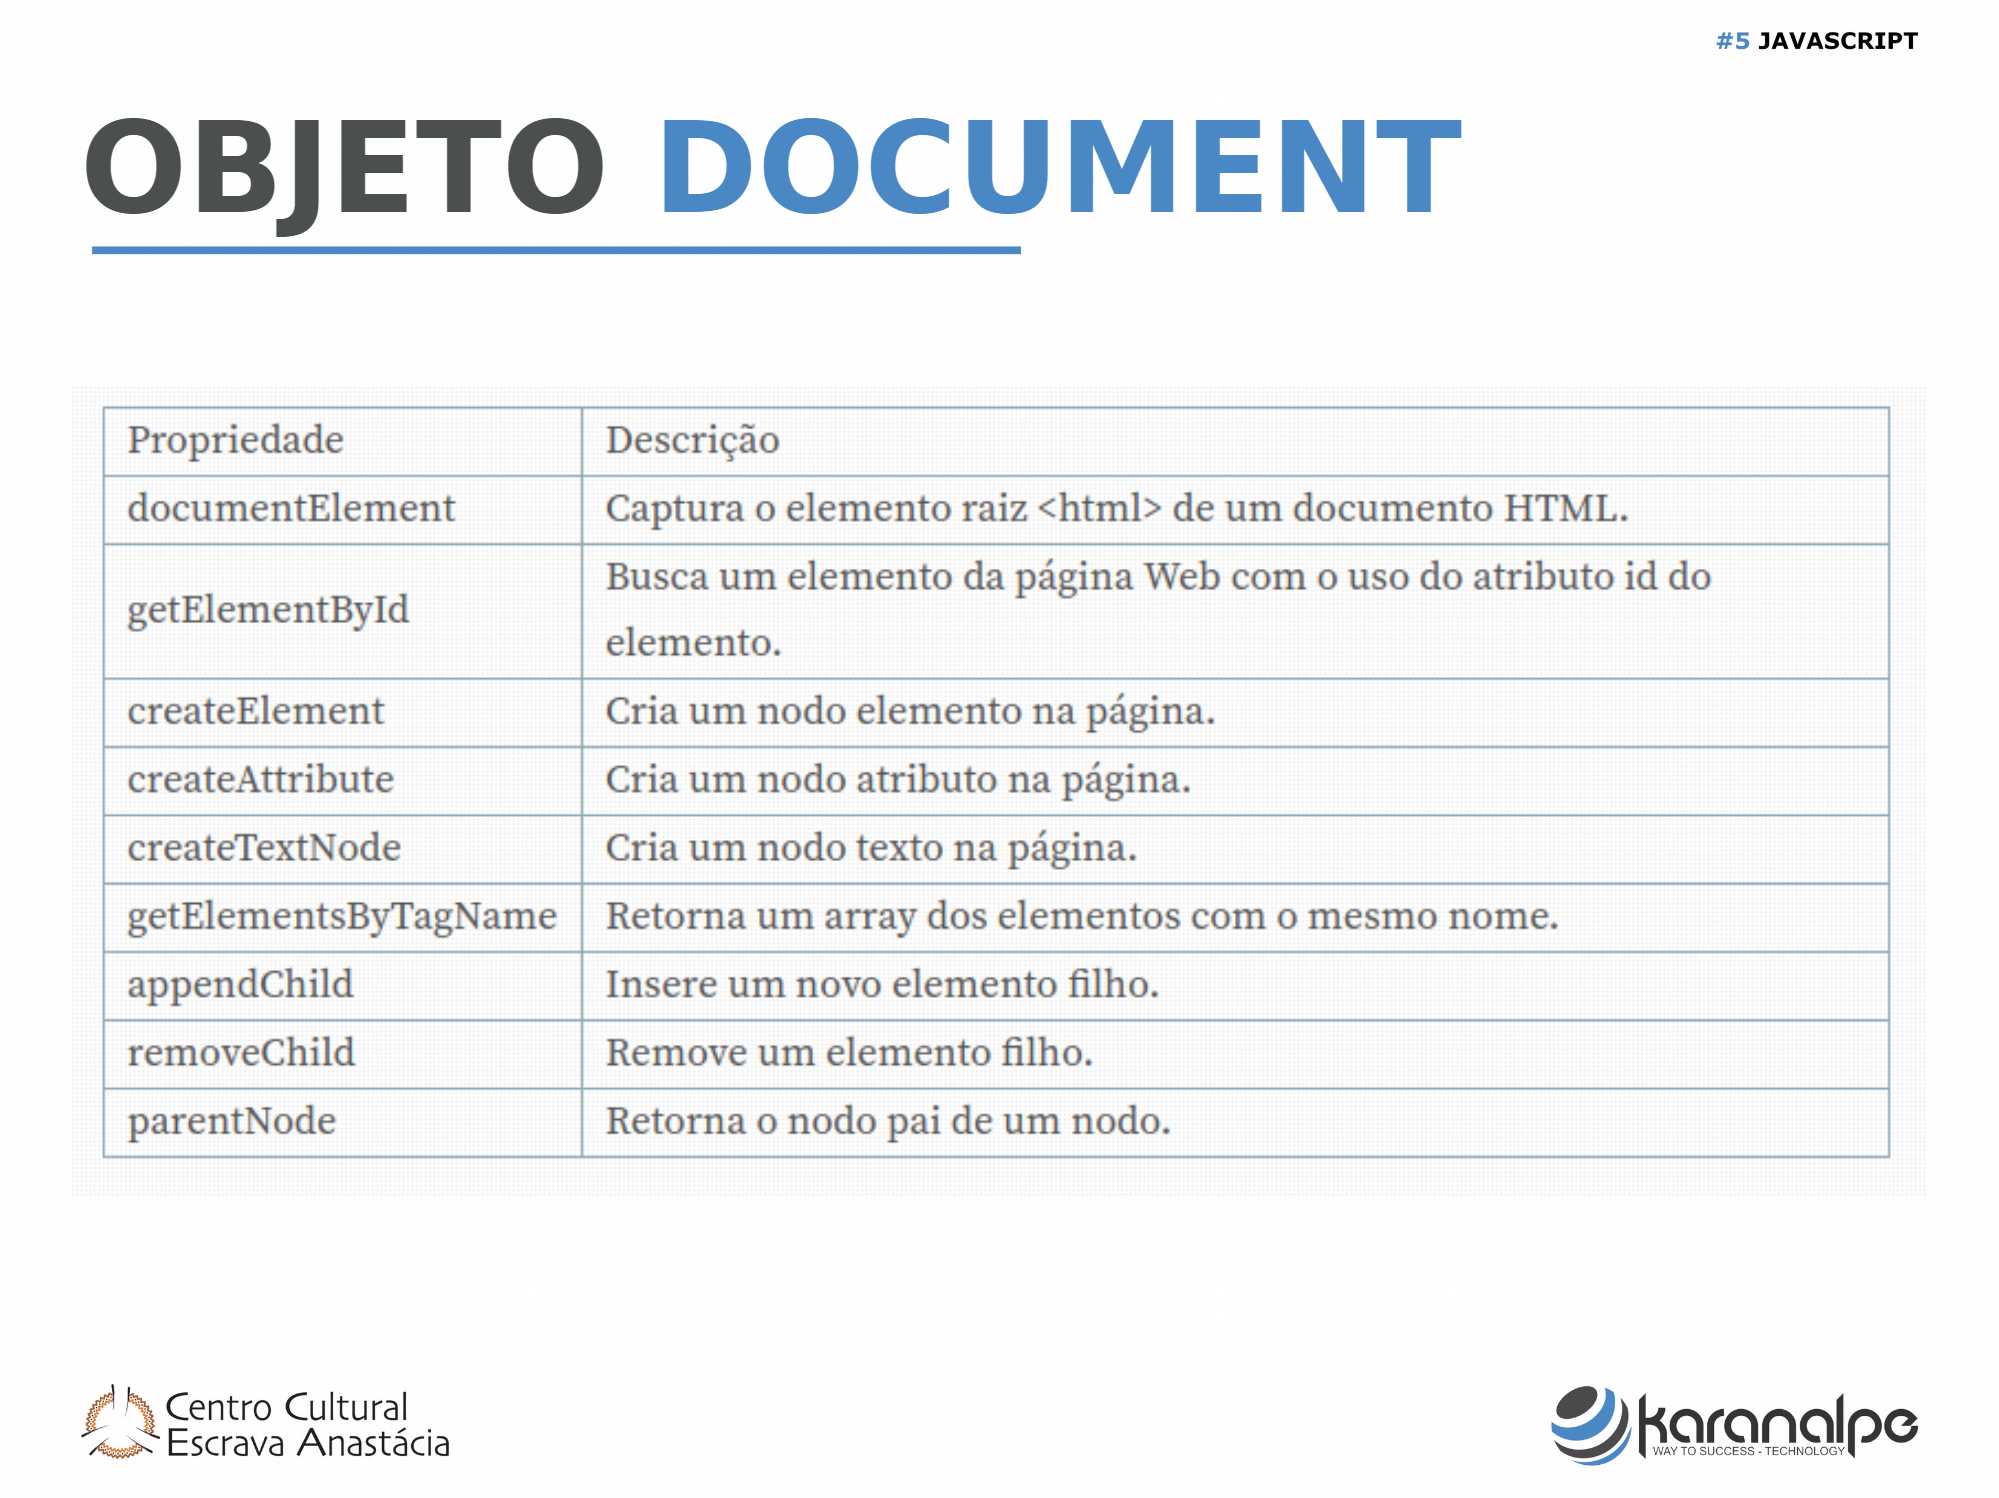 #5 JAVASCRIPT
OBJETO DOCUMENT
Propriedade Descrição
documentElement Captura o elemento raiz <html> de um documento HTML.
getElementById Busca um elemento da página Web com o uso do atributo id do
elemento.
createElement Cria um nodo elemento na página.
createAttribute Cria um nodo atributo na página.
createTextNode Cria um nodo texto na página.
getElementsByTagName Retorna um array dos elementos com o mesmo nome.
appendChild Insere um novo elemento filho.
removeChild Remove um elemento filho.
parentNode Retorna o nodo pai de um nodo.
Centro Cultural
Escrava Anastácia
karanalpe
WAY TO SUCCESS - TECHNOLOGY